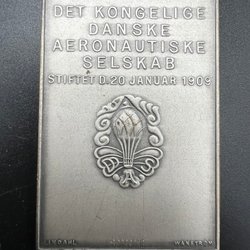 DET KONGELIGE
DANSKE
AERONAUTISKE
SELSKAB
STIFTET D.20 JANUAR 1909